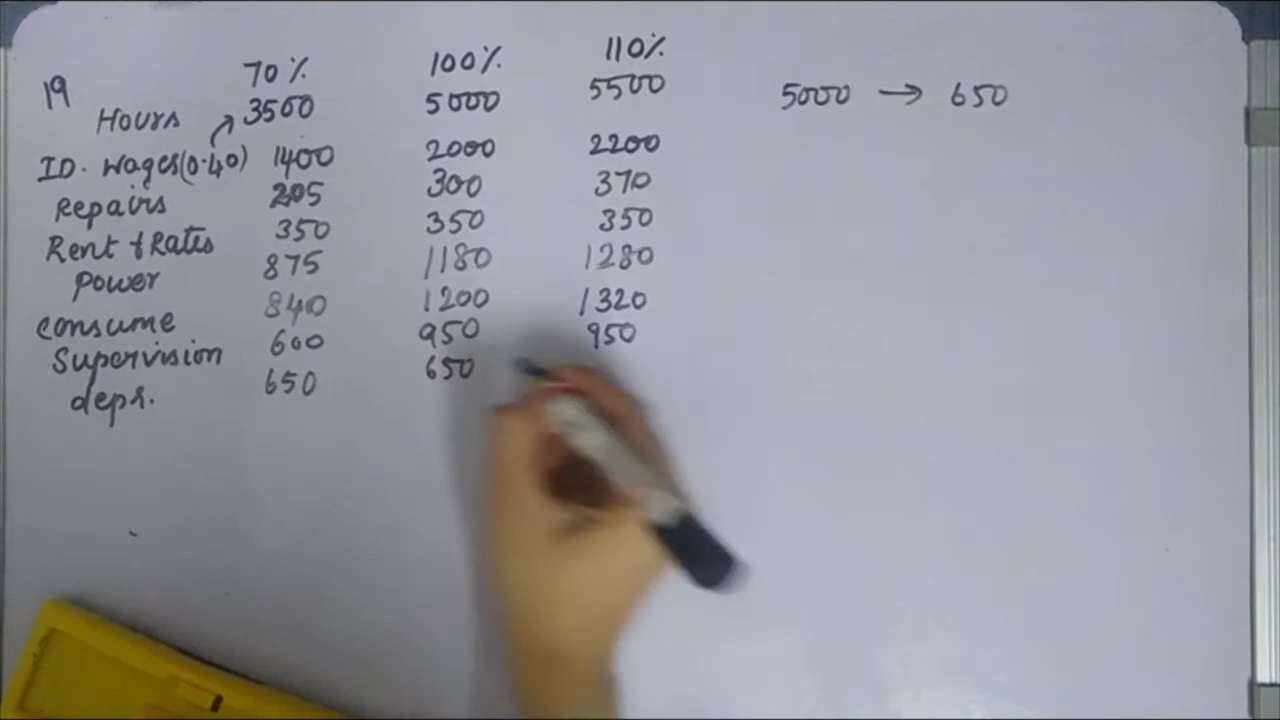 19 70% 100% 110%
Hours 3500 5000 5500 5000 → 650
ID. wages(0.40) 1400 2000 2200
Repairs 205 300 370
Rent & Rates 350 350 350
Power 875 1180 1280
Consume 840 1200 1320
Supervision 600 950 950
depr. 650 650